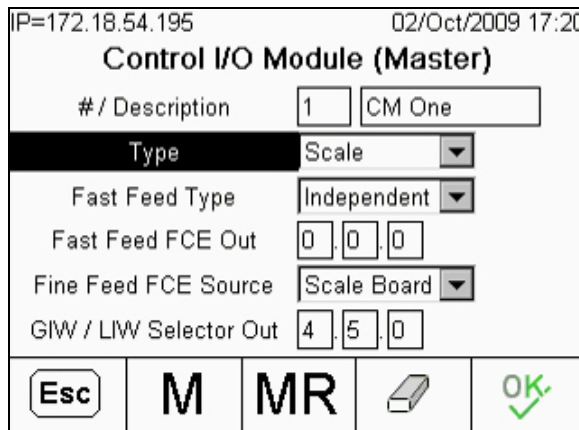 IP=172.18.54.195 02/Oct/2009 17:20
Control I/O Module (Master)
# / Description 1 CM One
Type Scale
Fast Feed Type Independent
Fast Feed FCE Out 0 . 0 . 0
Fine Feed FCE Source Scale Board
GIW / LIW Selector Out 4 . 5 . 0
Esc M MR OK